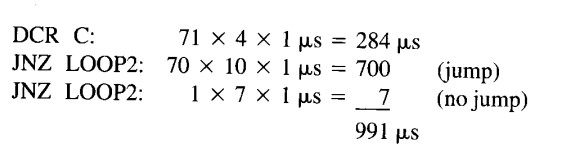 DCR C: 71 × 4 × 1 μs = 284 μs
JNZ LOOP2: 70 × 10 × 1 μs = 700 (jump)
JNZ LOOP2: 1 × 7 × 1 μs = 7 (no jump)
991 μs